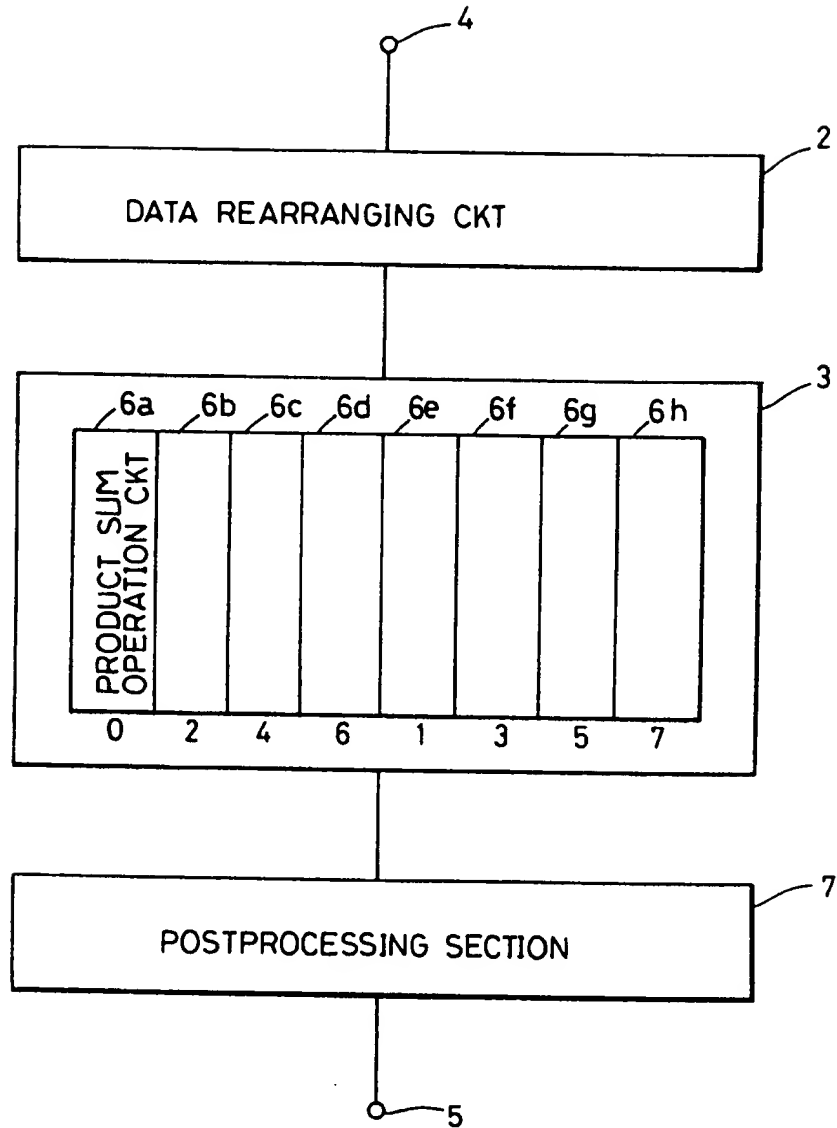 4
2
DATA REARRANGING CKT
3
6a 6b 6c 6d 6e 6f 6g 6h
PRODUCT SUM
OPERATION CKT
0 2 4 6 1 3 5 7
7
POSTPROCESSING SECTION
5